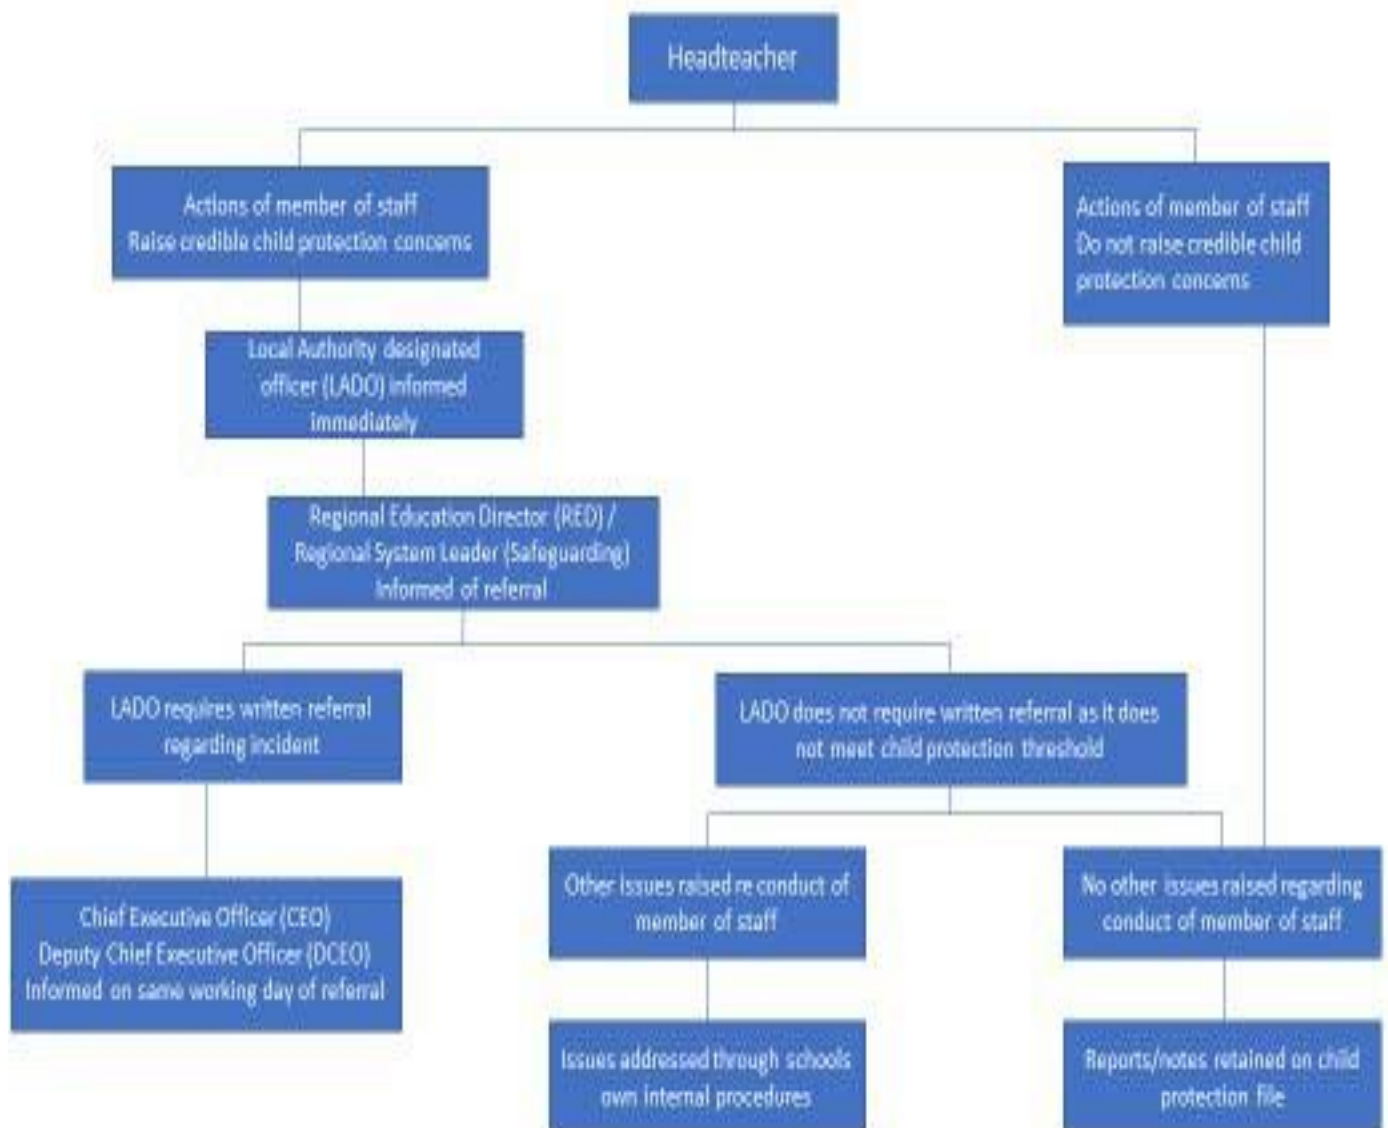 Headteacher
Actions of member of staff
Raise credible child protection concerns
Actions of member of staff
Do not raise credible child
protection concerns
Local Authority designated
officer (LADO) informed
immediately
Regional Education Director (RED) /
Regional System Leader (Safeguarding)
Informed of referral
LADO requires written referral
regarding incident
LADO does not require written referral as it does
not meet child protection threshold
Chief Executive Officer (CEO)
Deputy Chief Executive Officer (DCEO)
Informed on same working day of referral
Other issues raised re conduct of
member of staff
No other issues raised regarding
conduct of member of staff
Issues addressed through schools
own internal procedures
Reports/notes retained on child
protection file